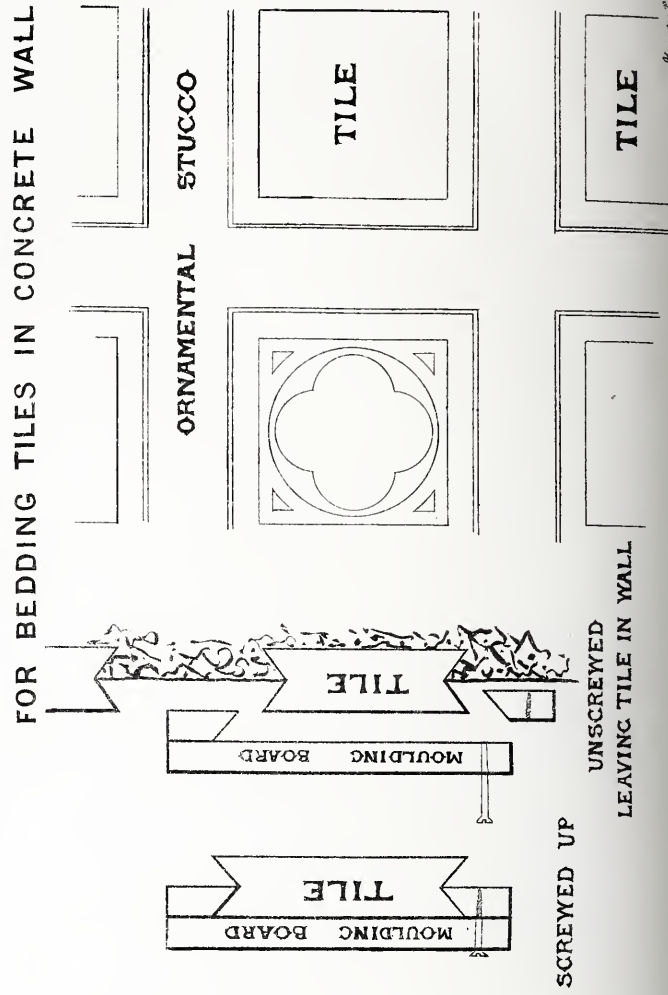 FOR BEDDING TILES IN CONCRETE WALL
ORNAMENTAL STUCCO
TILE
TILE
TILE
MOULDING BOARD
UNSCREWED
LEAVING TILE IN WALL
TILE
MOULDING BOARD
SCREWED UP